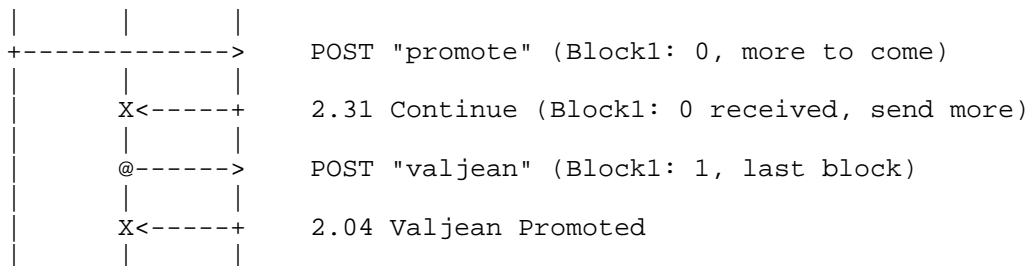 |       |       |
+-------------->    POST "promote" (Block1: 0, more to come)
|       |       |
|       X<-----+    2.31 Continue (Block1: 0 received, send more)
|       |       |
|       @------>    POST "valjean" (Block1: 1, last block)
|       |       |
|       X<-----+    2.04 Valjean Promoted
|       |       |